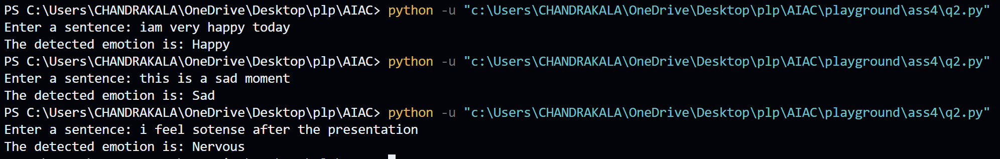 PS C:\Users\CHANDRAKALA\OneDrive\Desktop\plp\AIAC> python -u "c:\Users\CHANDRAKALA\OneDrive\Desktop\plp\AIAC\playground\ass4\q2.py"
Enter a sentence: iam very happy today
The detected emotion is: Happy
PS C:\Users\CHANDRAKALA\OneDrive\Desktop\plp\AIAC> python -u "c:\Users\CHANDRAKALA\OneDrive\Desktop\plp\AIAC\playground\ass4\q2.py"
Enter a sentence: this is a sad moment
The detected emotion is: Sad
PS C:\Users\CHANDRAKALA\OneDrive\Desktop\plp\AIAC> python -u "c:\Users\CHANDRAKALA\OneDrive\Desktop\plp\AIAC\playground\ass4\q2.py"
Enter a sentence: i feel sotense after the presentation
The detected emotion is: Nervous